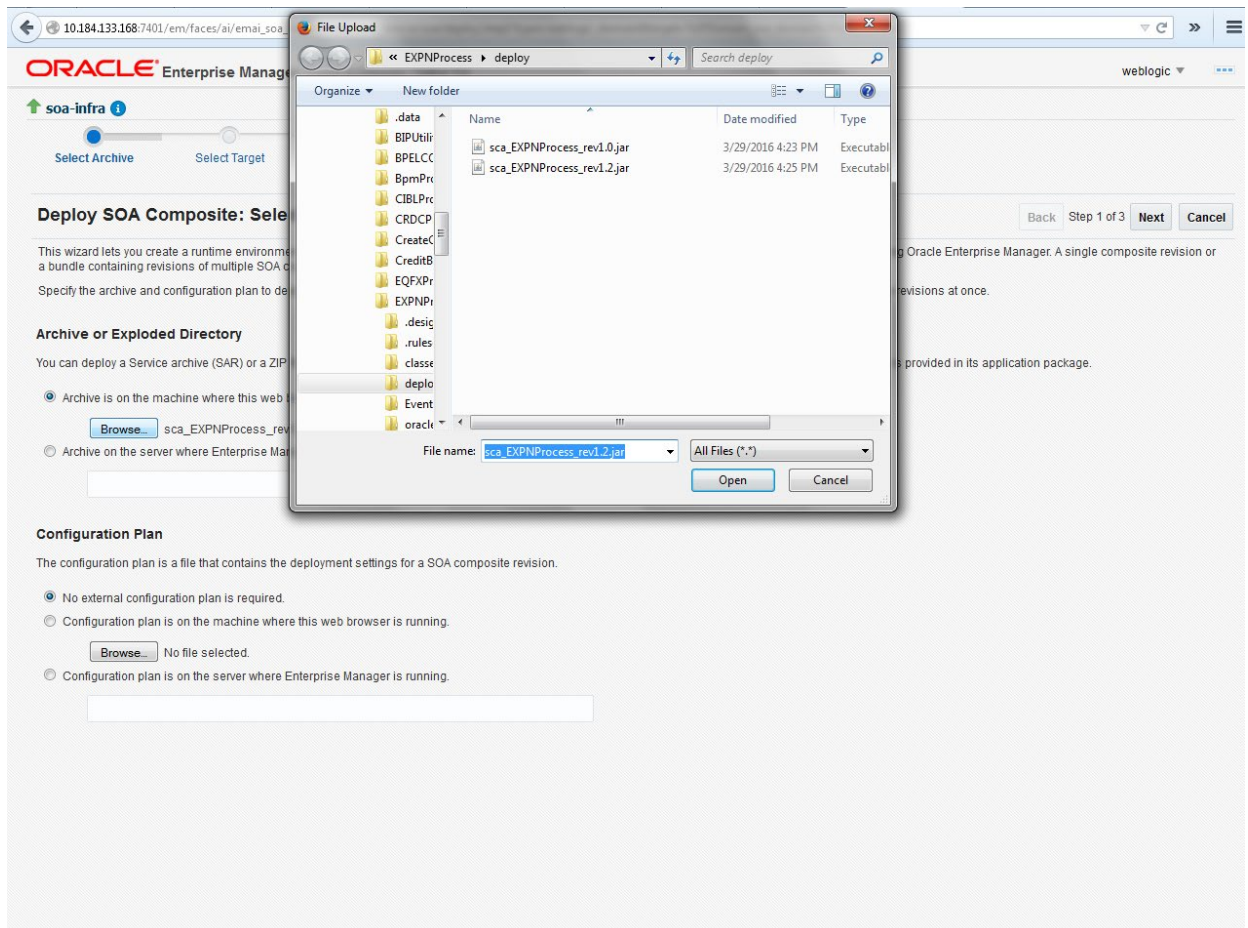 10.184.133.168:7401/em/faces/ai/emai_soa_
ORACLE Enterprise Manage
weblogic
soa-infra
Select Archive Select Target
Deploy SOA Composite: Sele
Back Step 1 of 3 Next Cancel
This wizard lets you create a runtime environme
g Oracle Enterprise Manager. A single composite revision or
a bundle containing revisions of multiple SOA c
Specify the archive and configuration plan to de
revisions at once.
Archive or Exploded Directory
You can deploy a Service archive (SAR) or a ZIP
s provided in its application package.
Archive is on the machine where this web b
Browse... sca_EXPNProcess_rev
Archive on the server where Enterprise Mar
File Upload
« EXPNProcess deploy
Search deploy
Organize New folder
Name Date modified Type
sca_EXPNProcess_rev1.0.jar 3/29/2016 4:23 PM Executabl
sca_EXPNProcess_rev1.2.jar 3/29/2016 4:25 PM Executabl
.data
BIPUtilit
BPELCC
BpmPro
CIBLPro
CRDCP
CreateC
CreditB
EQFXPr
EXPNPr
.desig
.rules
classe
deplo
Event
oracle
File name: sca_EXPNProcess_rev1.2.jar All Files (*.*)
Open Cancel
Configuration Plan
The configuration plan is a file that contains the deployment settings for a SOA composite revision.
No external configuration plan is required.
Configuration plan is on the machine where this web browser is running.
Browse... No file selected.
Configuration plan is on the server where Enterprise Manager is running.